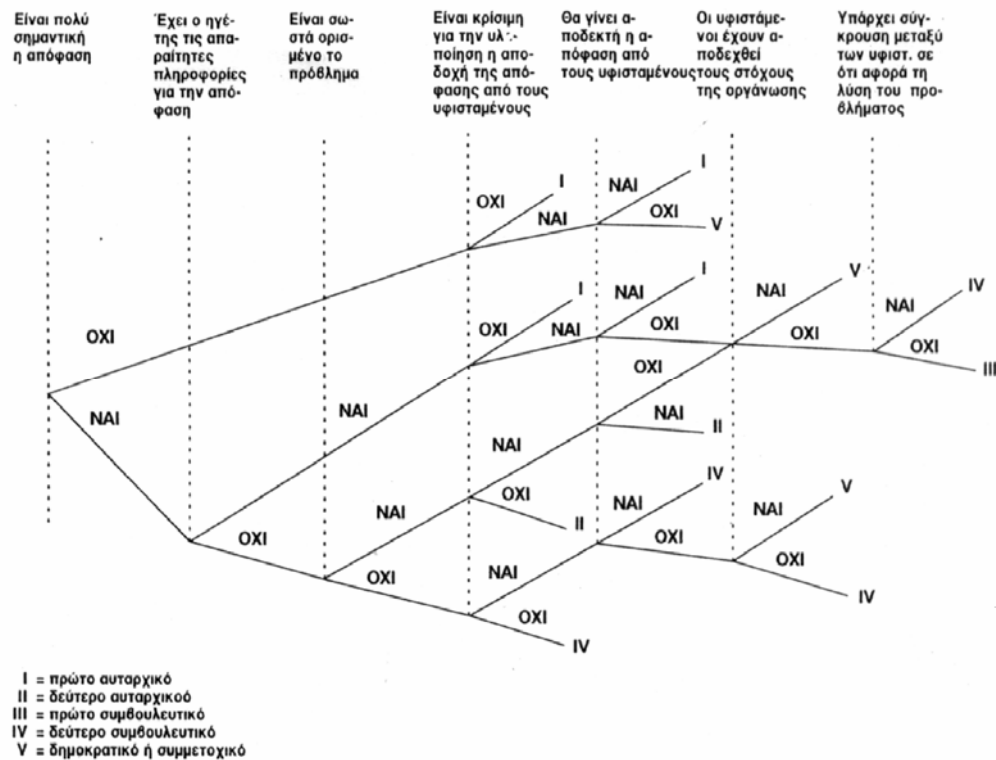 Είναι πολύ
σημαντική
η απόφαση
Έχει ο ηγέ-
της τις απα-
ραίτητες
πληροφορίες
για την από-
φαση
Είναι σω-
στά ορισ-
μένο το
πρόβλημα
Είναι κρίσιμη
για την υλο-
ποίηση η απο-
δοχή της από-
φασης από τους
υφισταμένους
Θα γίνει α-
ποδεκτή η α-
πόφαση από
τους υφισταμένους
Οι υφιστάμε-
νοι έχουν α-
ποδεχθεί
τους στόχους
της οργάνωσης
Υπάρχει σύγ-
κρουση μεταξύ
των υφιστ. σε
ότι αφορά τη
λύση του προ-
βλήματος
ΟΧΙ
Ι
ΝΑΙ
ΝΑΙ
Ι
ΟΧΙ
V
ΟΧΙ
ΝΑΙ
ΝΑΙ
ΟΧΙ
Ι
ΝΑΙ
ΝΑΙ
Ι
ΟΧΙ
ΝΑΙ
V
ΟΧΙ
ΝΑΙ
IV
ΟΧΙ
III
ΟΧΙ
ΝΑΙ
ΝΑΙ
ΟΧΙ
ΝΑΙ
II
ΟΧΙ
II
ΟΧΙ
ΝΑΙ
ΝΑΙ
IV
ΟΧΙ
ΝΑΙ
V
ΟΧΙ
IV
ΟΧΙ
IV
I = πρώτο αυταρχικό
II = δεύτερο αυταρχικοό
III = πρώτο συμβουλευτικό
IV = δεύτερο συμβουλευτικό
V = δημοκρατικό ή συμμετοχικό